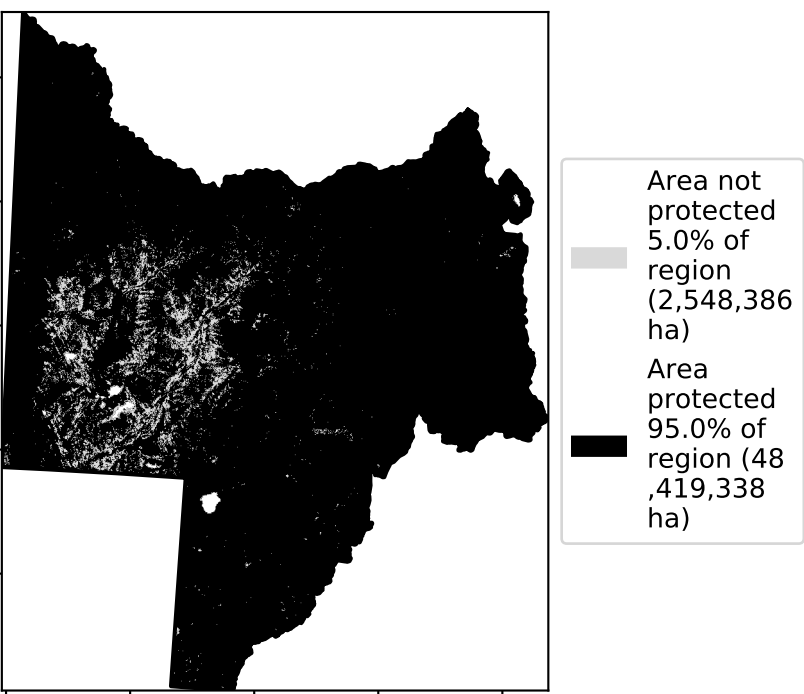 Area not
protected
5.0% of
region
(2,548,386
ha)
Area
protected
95.0% of
region (48
,419,338
ha)